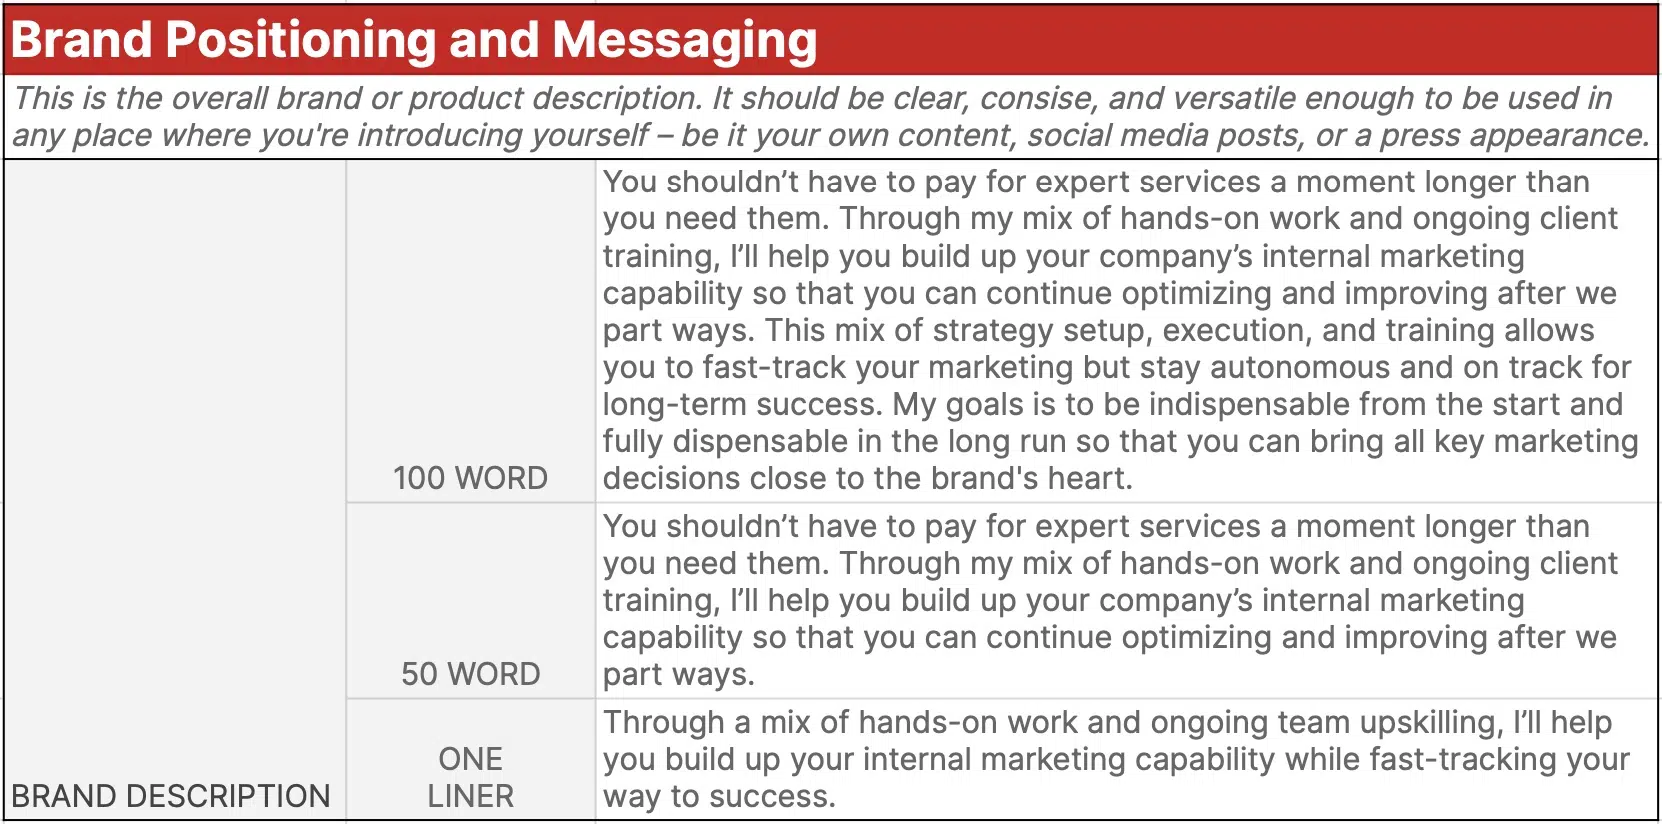 Brand Positioning and Messaging
This is the overall brand or product description. It should be clear, consise, and versatile enough to be used in
any place where you're introducing yourself – be it your own content, social media posts, or a press appearance.
BRAND DESCRIPTION
100 WORD
You shouldn’t have to pay for expert services a moment longer than
you need them. Through my mix of hands-on work and ongoing client
training, I’ll help you build up your company’s internal marketing
capability so that you can continue optimizing and improving after we
part ways. This mix of strategy setup, execution, and training allows
you to fast-track your marketing but stay autonomous and on track for
long-term success. My goals is to be indispensable from the start and
fully dispensable in the long run so that you can bring all key marketing
decisions close to the brand's heart.
50 WORD
You shouldn’t have to pay for expert services a moment longer than
you need them. Through my mix of hands-on work and ongoing client
training, I’ll help you build up your company’s internal marketing
capability so that you can continue optimizing and improving after we
part ways.
ONE
LINER
Through a mix of hands-on work and ongoing team upskilling, I’ll help
you build up your internal marketing capability while fast-tracking your
way to success.